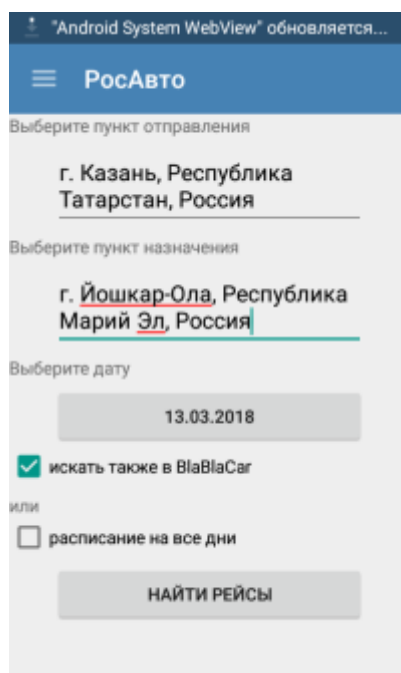 "Android System WebView" обновляется...
РосАвто
Выберите пункт отправления
г. Казань, Республика
Татарстан, Россия
Выберите пункт назначения
г. Йошкар-Ола, Республика
Марий Эл, Россия
Выберите дату
13.03.2018
искать также в BlaBlaCar
или
расписание на все дни
НАЙТИ РЕЙСЫ